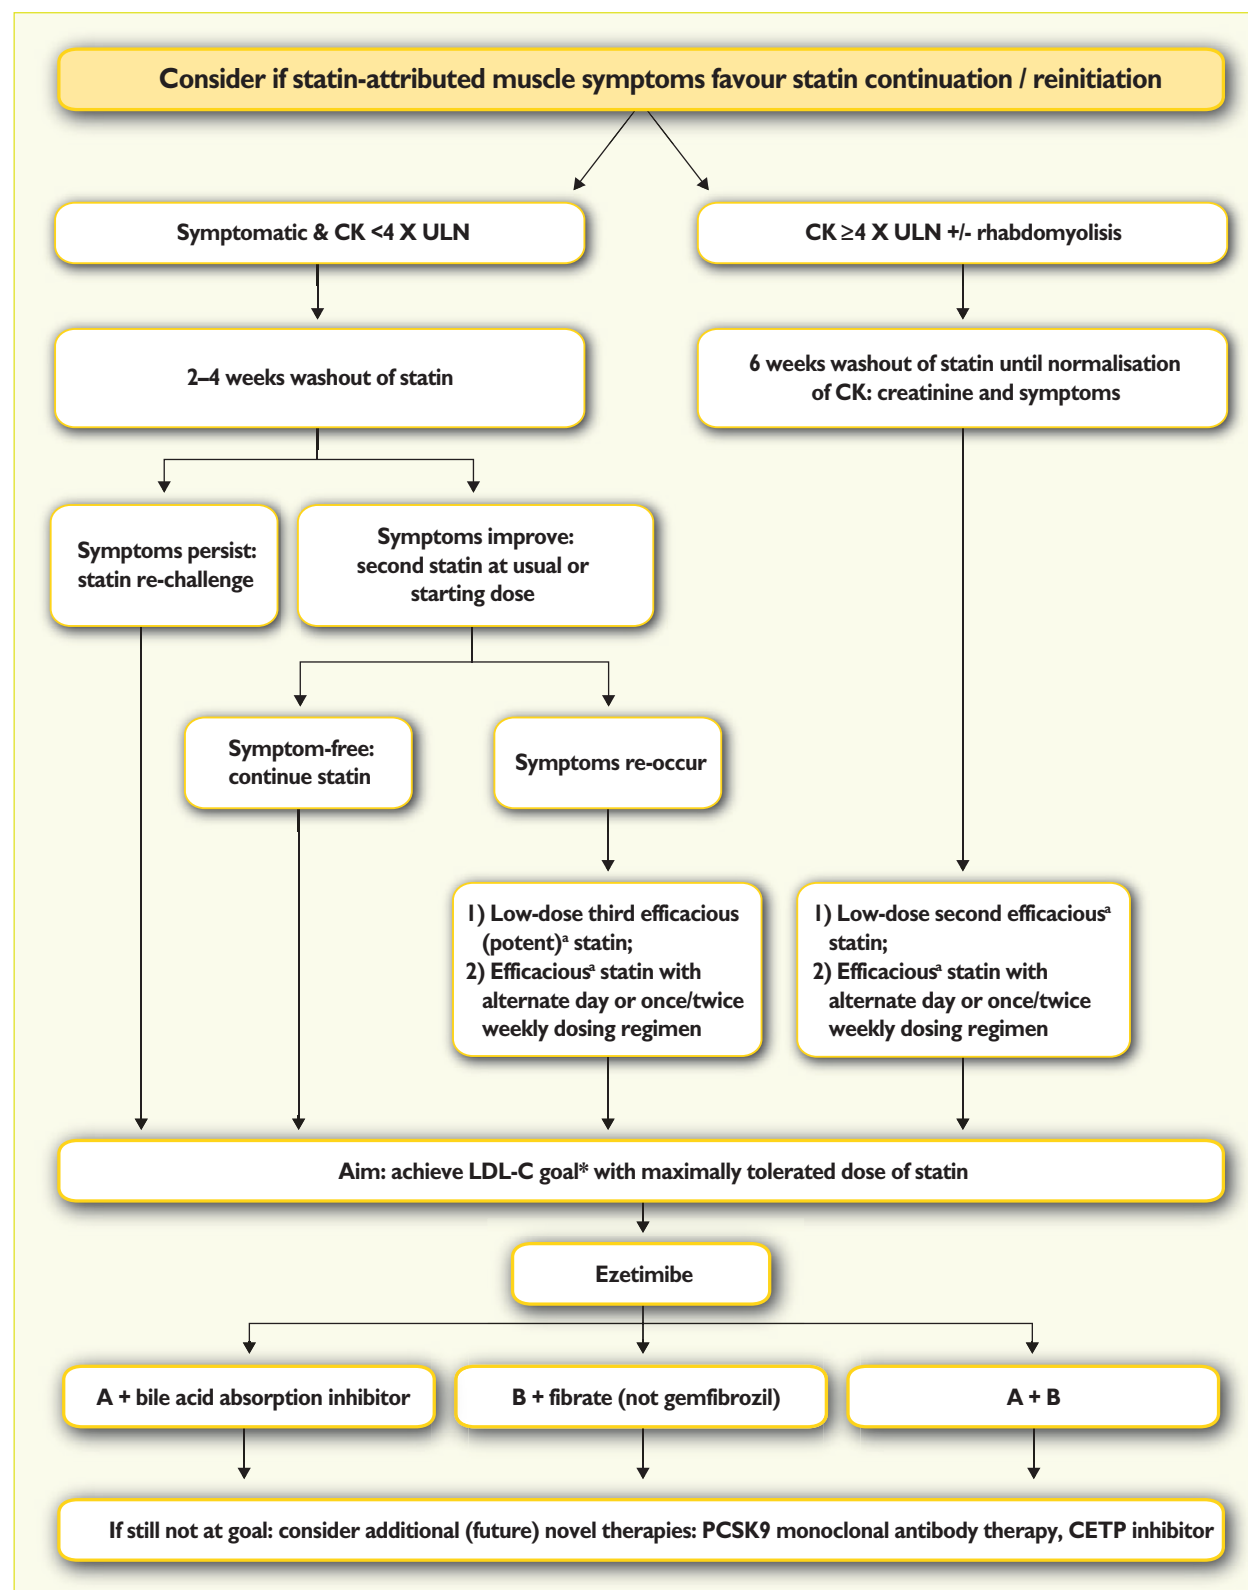 Consider if statin-attributed muscle symptoms favour statin continuation / reinitiation
Symptomatic & CK <4 X ULN
CK ≥4 X ULN +/- rhabdomyolisis
2–4 weeks washout of statin
6 weeks washout of statin until normalisation
of CK: creatinine and symptoms
Symptoms persist:
statin re-challenge
Symptoms improve:
second statin at usual or
starting dose
Symptom-free:
continue statin
Symptoms re-occur
1) Low-dose third efficacious
(potent)ᵃ statin;
2) Efficaciousᵃ statin with
alternate day or once/twice
weekly dosing regimen
1) Low-dose second efficaciousᵃ
statin;
2) Efficaciousᵃ statin with
alternate day or once/twice
weekly dosing regimen
Aim: achieve LDL-C goal* with maximally tolerated dose of statin
Ezetimibe
A + bile acid absorption inhibitor
B + fibrate (not gemfibrozil)
A + B
If still not at goal: consider additional (future) novel therapies: PCSK9 monoclonal antibody therapy, CETP inhibitor